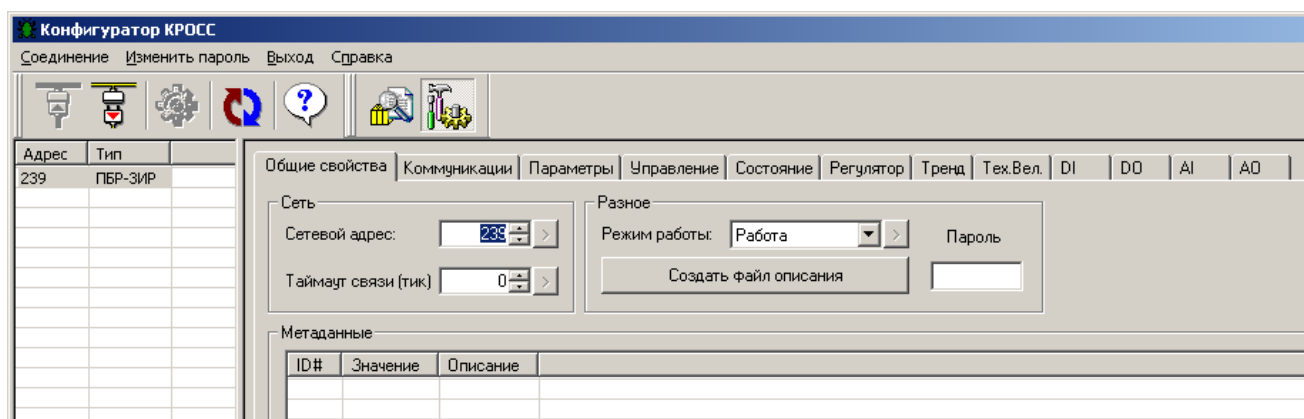 Конфигуратор КРОСС
Соединение Изменить пароль Выход Справка
Адрес Тип
239 ПБР-ЗИР
Общие свойства Коммуникации Параметры Управление Состояние Регулятор Тренд Тех.Вел. DI DO AI AO
Сеть
Сетевой адрес: 239
Таймаут связи (тик) 0
Разное
Режим работы: Работа Пароль
Создать файл описания
Метаданные
ID# Значение Описание